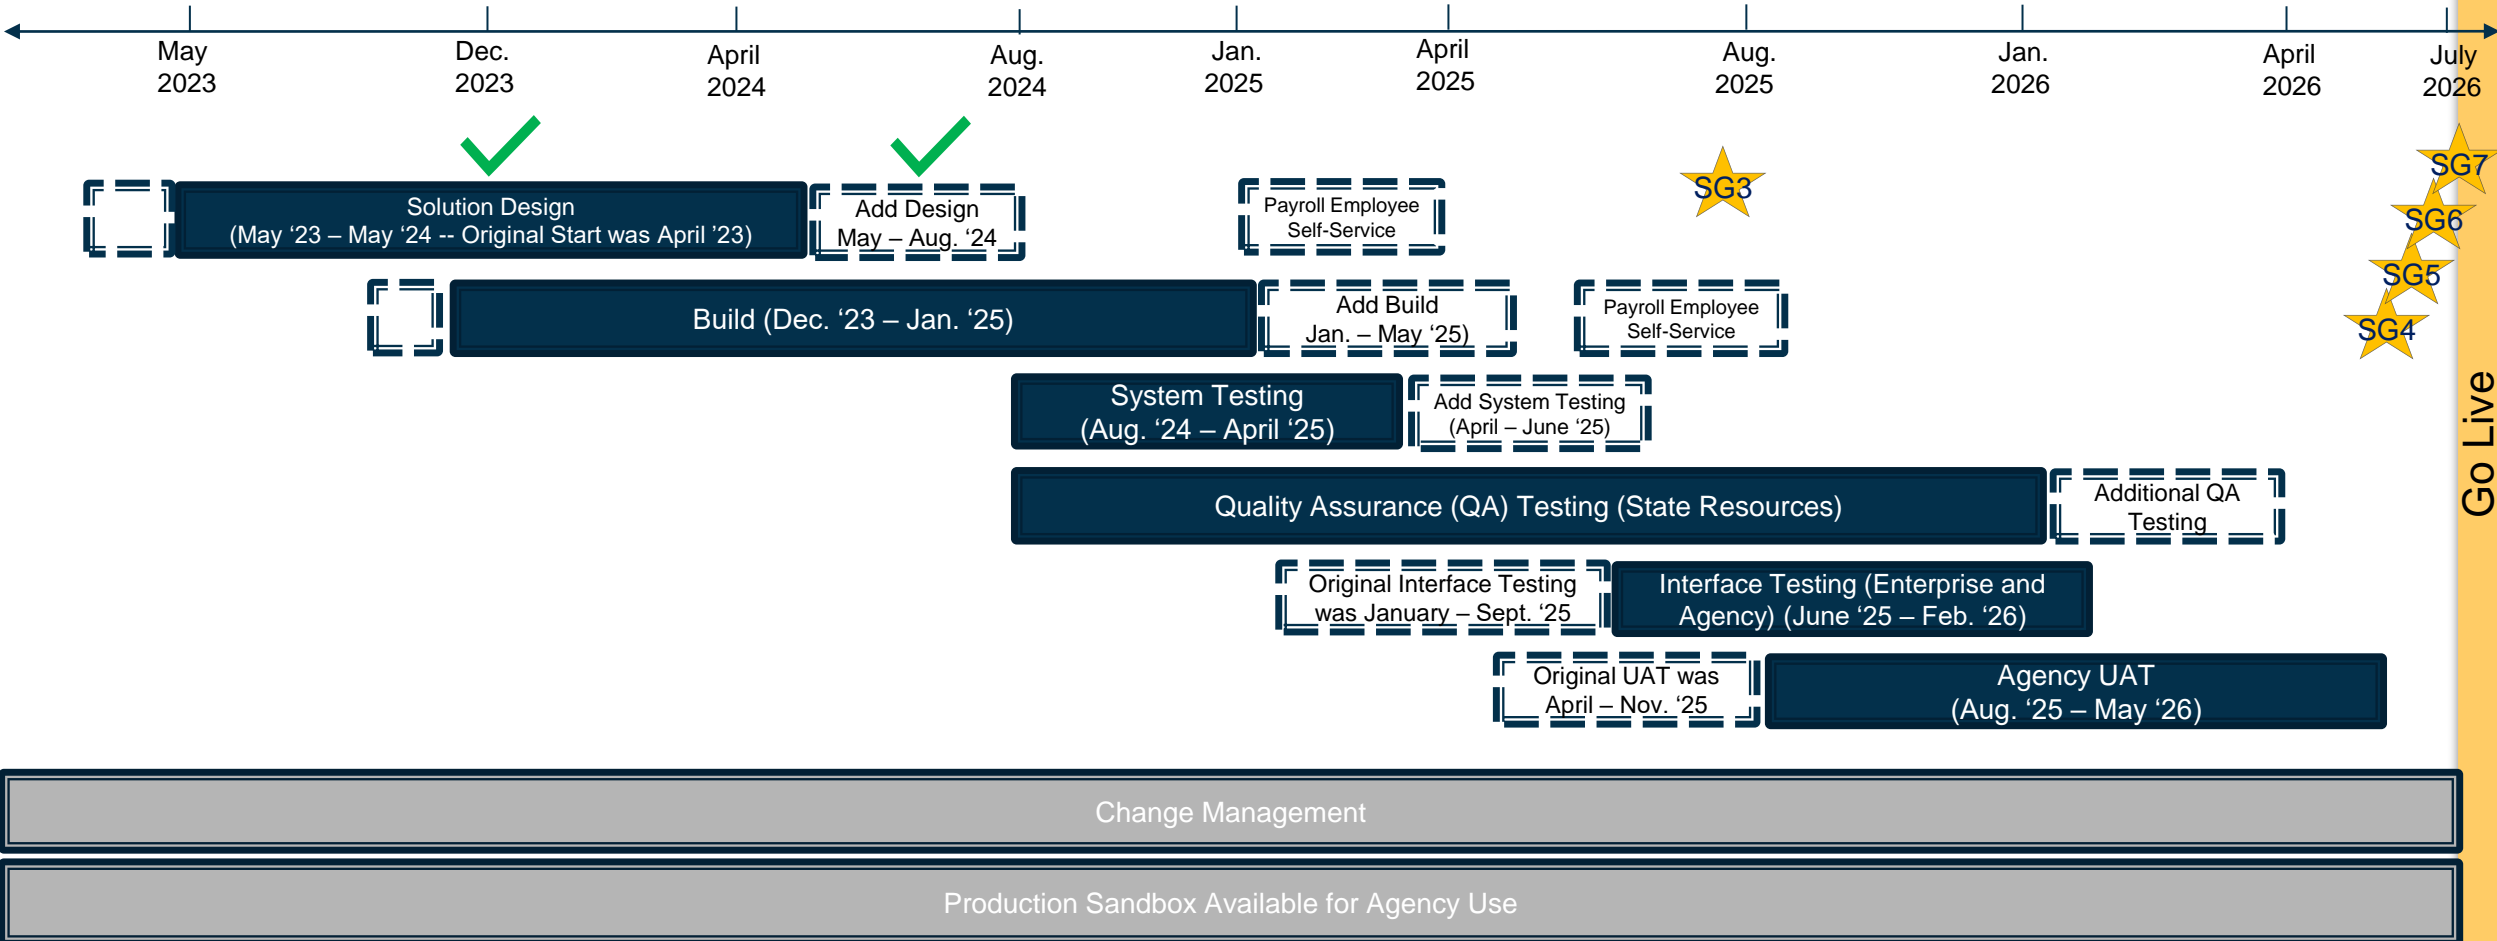 May
2023
Dec.
2023
April
2024
Aug.
2024
Jan.
2025
April
2025
Aug.
2025
Jan.
2026
April
2026
July
2026
Solution Design
(May ‘23 – May ‘24 -- Original Start was April ’23)
Add Design
May – Aug. ‘24
Payroll Employee
Self-Service
SG3
SG7
SG6
SG5
SG4
Build (Dec. ‘23 – Jan. ‘25)
Add Build
Jan. – May ‘25)
Payroll Employee
Self-Service
System Testing
(Aug. ‘24 – April ‘25)
Add System Testing
(April – June ‘25)
Go Live
Quality Assurance (QA) Testing (State Resources)
Additional QA
Testing
Original Interface Testing
was January – Sept. ‘25
Interface Testing (Enterprise and
Agency) (June ‘25 – Feb. ‘26)
Original UAT was
April – Nov. ‘25
Agency UAT
(Aug. ‘25 – May ‘26)
Change Management
Production Sandbox Available for Agency Use